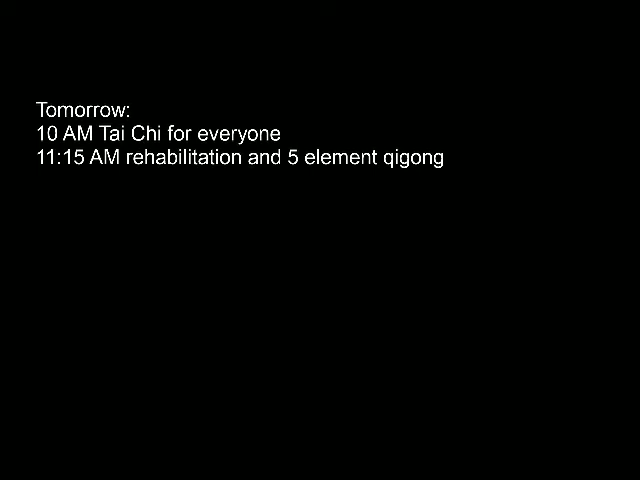 Tomorrow:
10 AM Tai Chi for everyone
11:15 AM rehabilitation and 5 element qigong